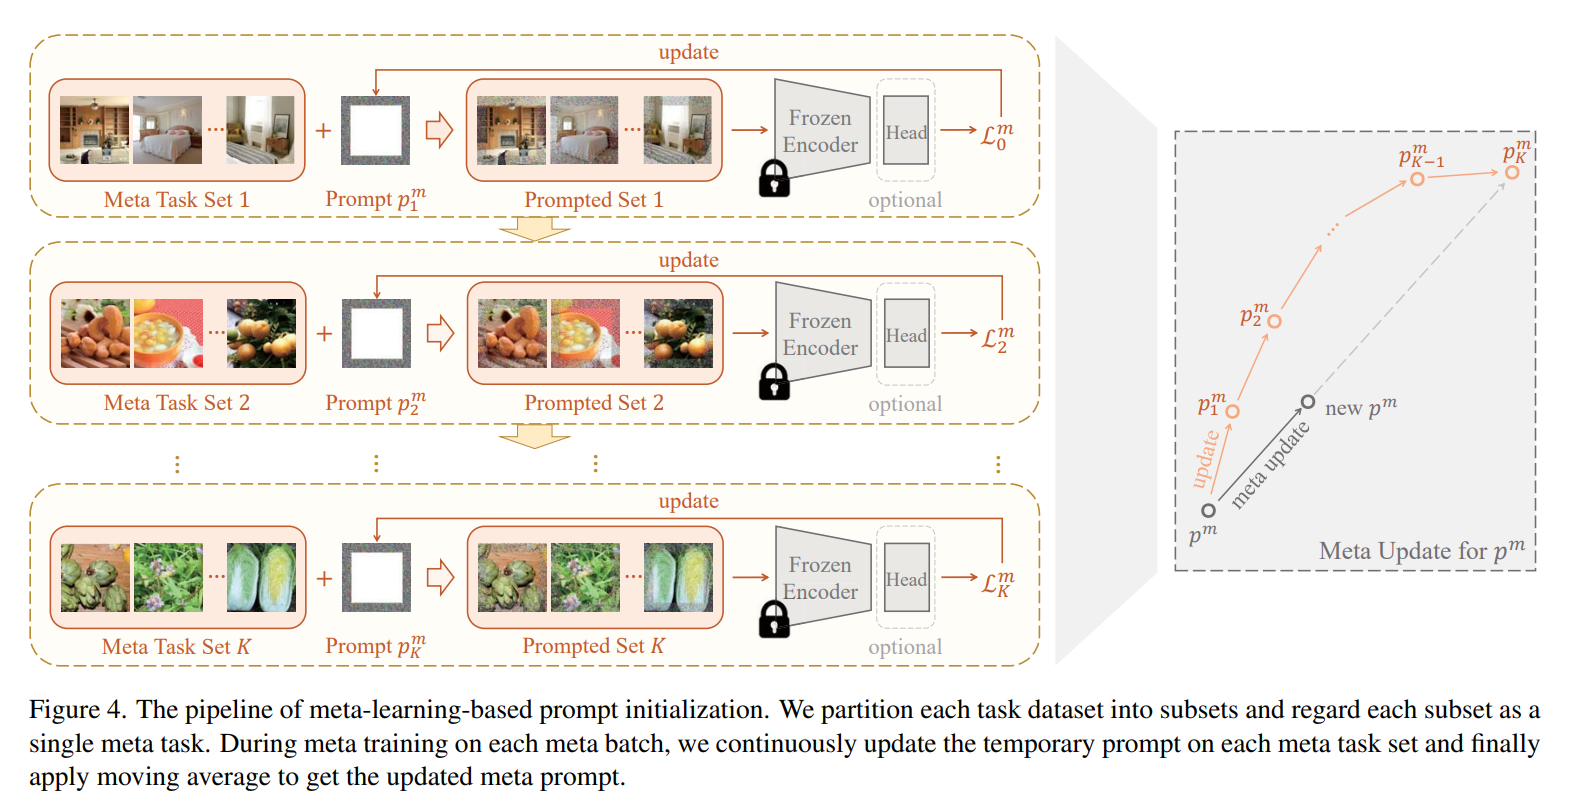 update
Meta Task Set 1
+
Prompt $p_1^m$
Prompted Set 1
Frozen
Encoder
Head
optional
$\mathcal{L}_0^m$
update
Meta Task Set 2
+
Prompt $p_2^m$
Prompted Set 2
Frozen
Encoder
Head
optional
$\mathcal{L}_2^m$
update
Meta Task Set $K$
+
Prompt $p_K^m$
Prompted Set $K$
Frozen
Encoder
Head
optional
$\mathcal{L}_K^m$
$p_{K-1}^m$
$p_K^m$
$p_2^m$
$p_1^m$
new $p^m$
update
meta update
$p^m$
Meta Update for $p^m$
Figure 4. The pipeline of meta-learning-based prompt initialization. We partition each task dataset into subsets and regard each subset as a
single meta task. During meta training on each meta batch, we continuously update the temporary prompt on each meta task set and finally
apply moving average to get the updated meta prompt.